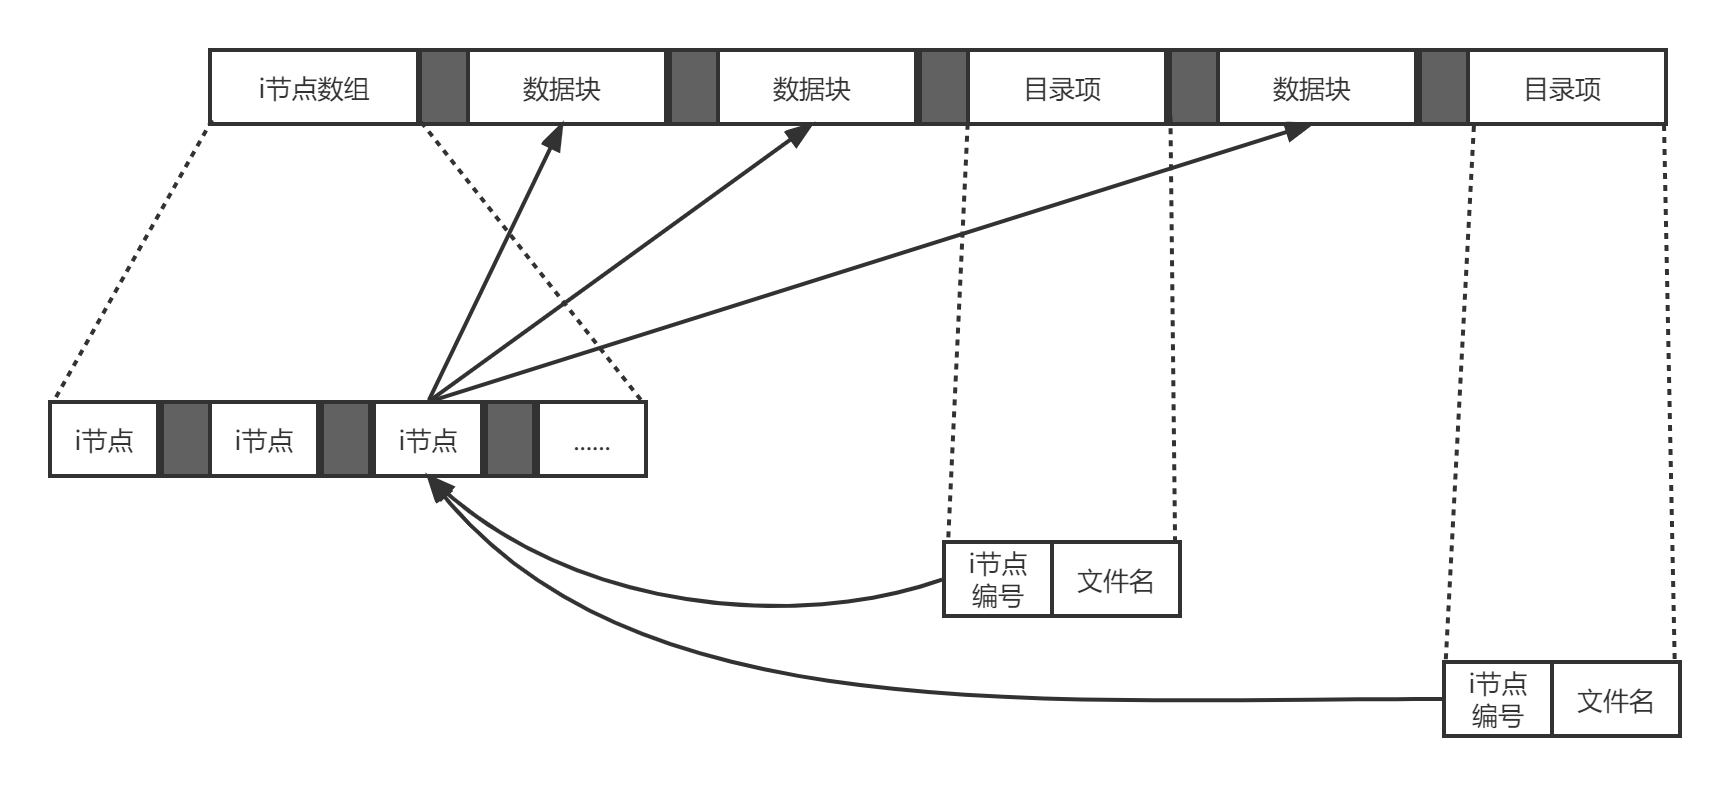 i节点数组
数据块
数据块
目录项
数据块
目录项
i节点
i节点
i节点
......
i节点
编号
文件名
i节点
编号
文件名